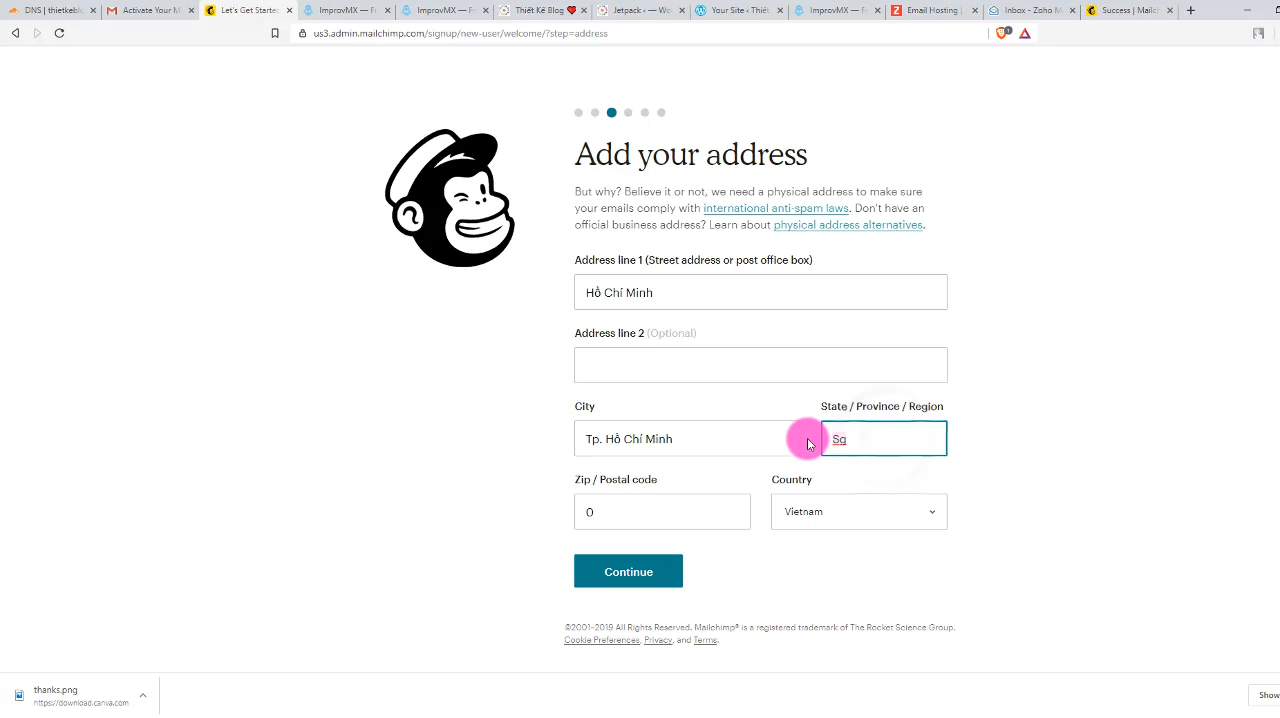 DNS | thietkeblo
Activate Your M
Let's Get Starte
ImprovMX — F
ImprovMX — F
Thiết Kế Blog ❤
Jetpack ‹ — Wo
Your Site ‹ Thiết
ImprovMX — F
Email Hosting |
Inbox - Zoho M
Success | Mailch
us3.admin.mailchimp.com/signup/new-user/welcome/?step=address
Add your address
But why? Believe it or not, we need a physical address to make sure
your emails comply with international anti-spam laws. Don't have an
official business address? Learn about physical address alternatives.
Address line 1 (Street address or post office box)
Hồ Chí Minh
Address line 2 (Optional)
City
State / Province / Region
Tp. Hồ Chí Minh
Sg
Zip / Postal code
Country
0
Vietnam
Continue
©2001-2019 All Rights Reserved. Mailchimp® is a registered trademark of The Rocket Science Group.
Cookie Preferences, Privacy, and Terms.
thanks.png
https://download.canva.com
Show